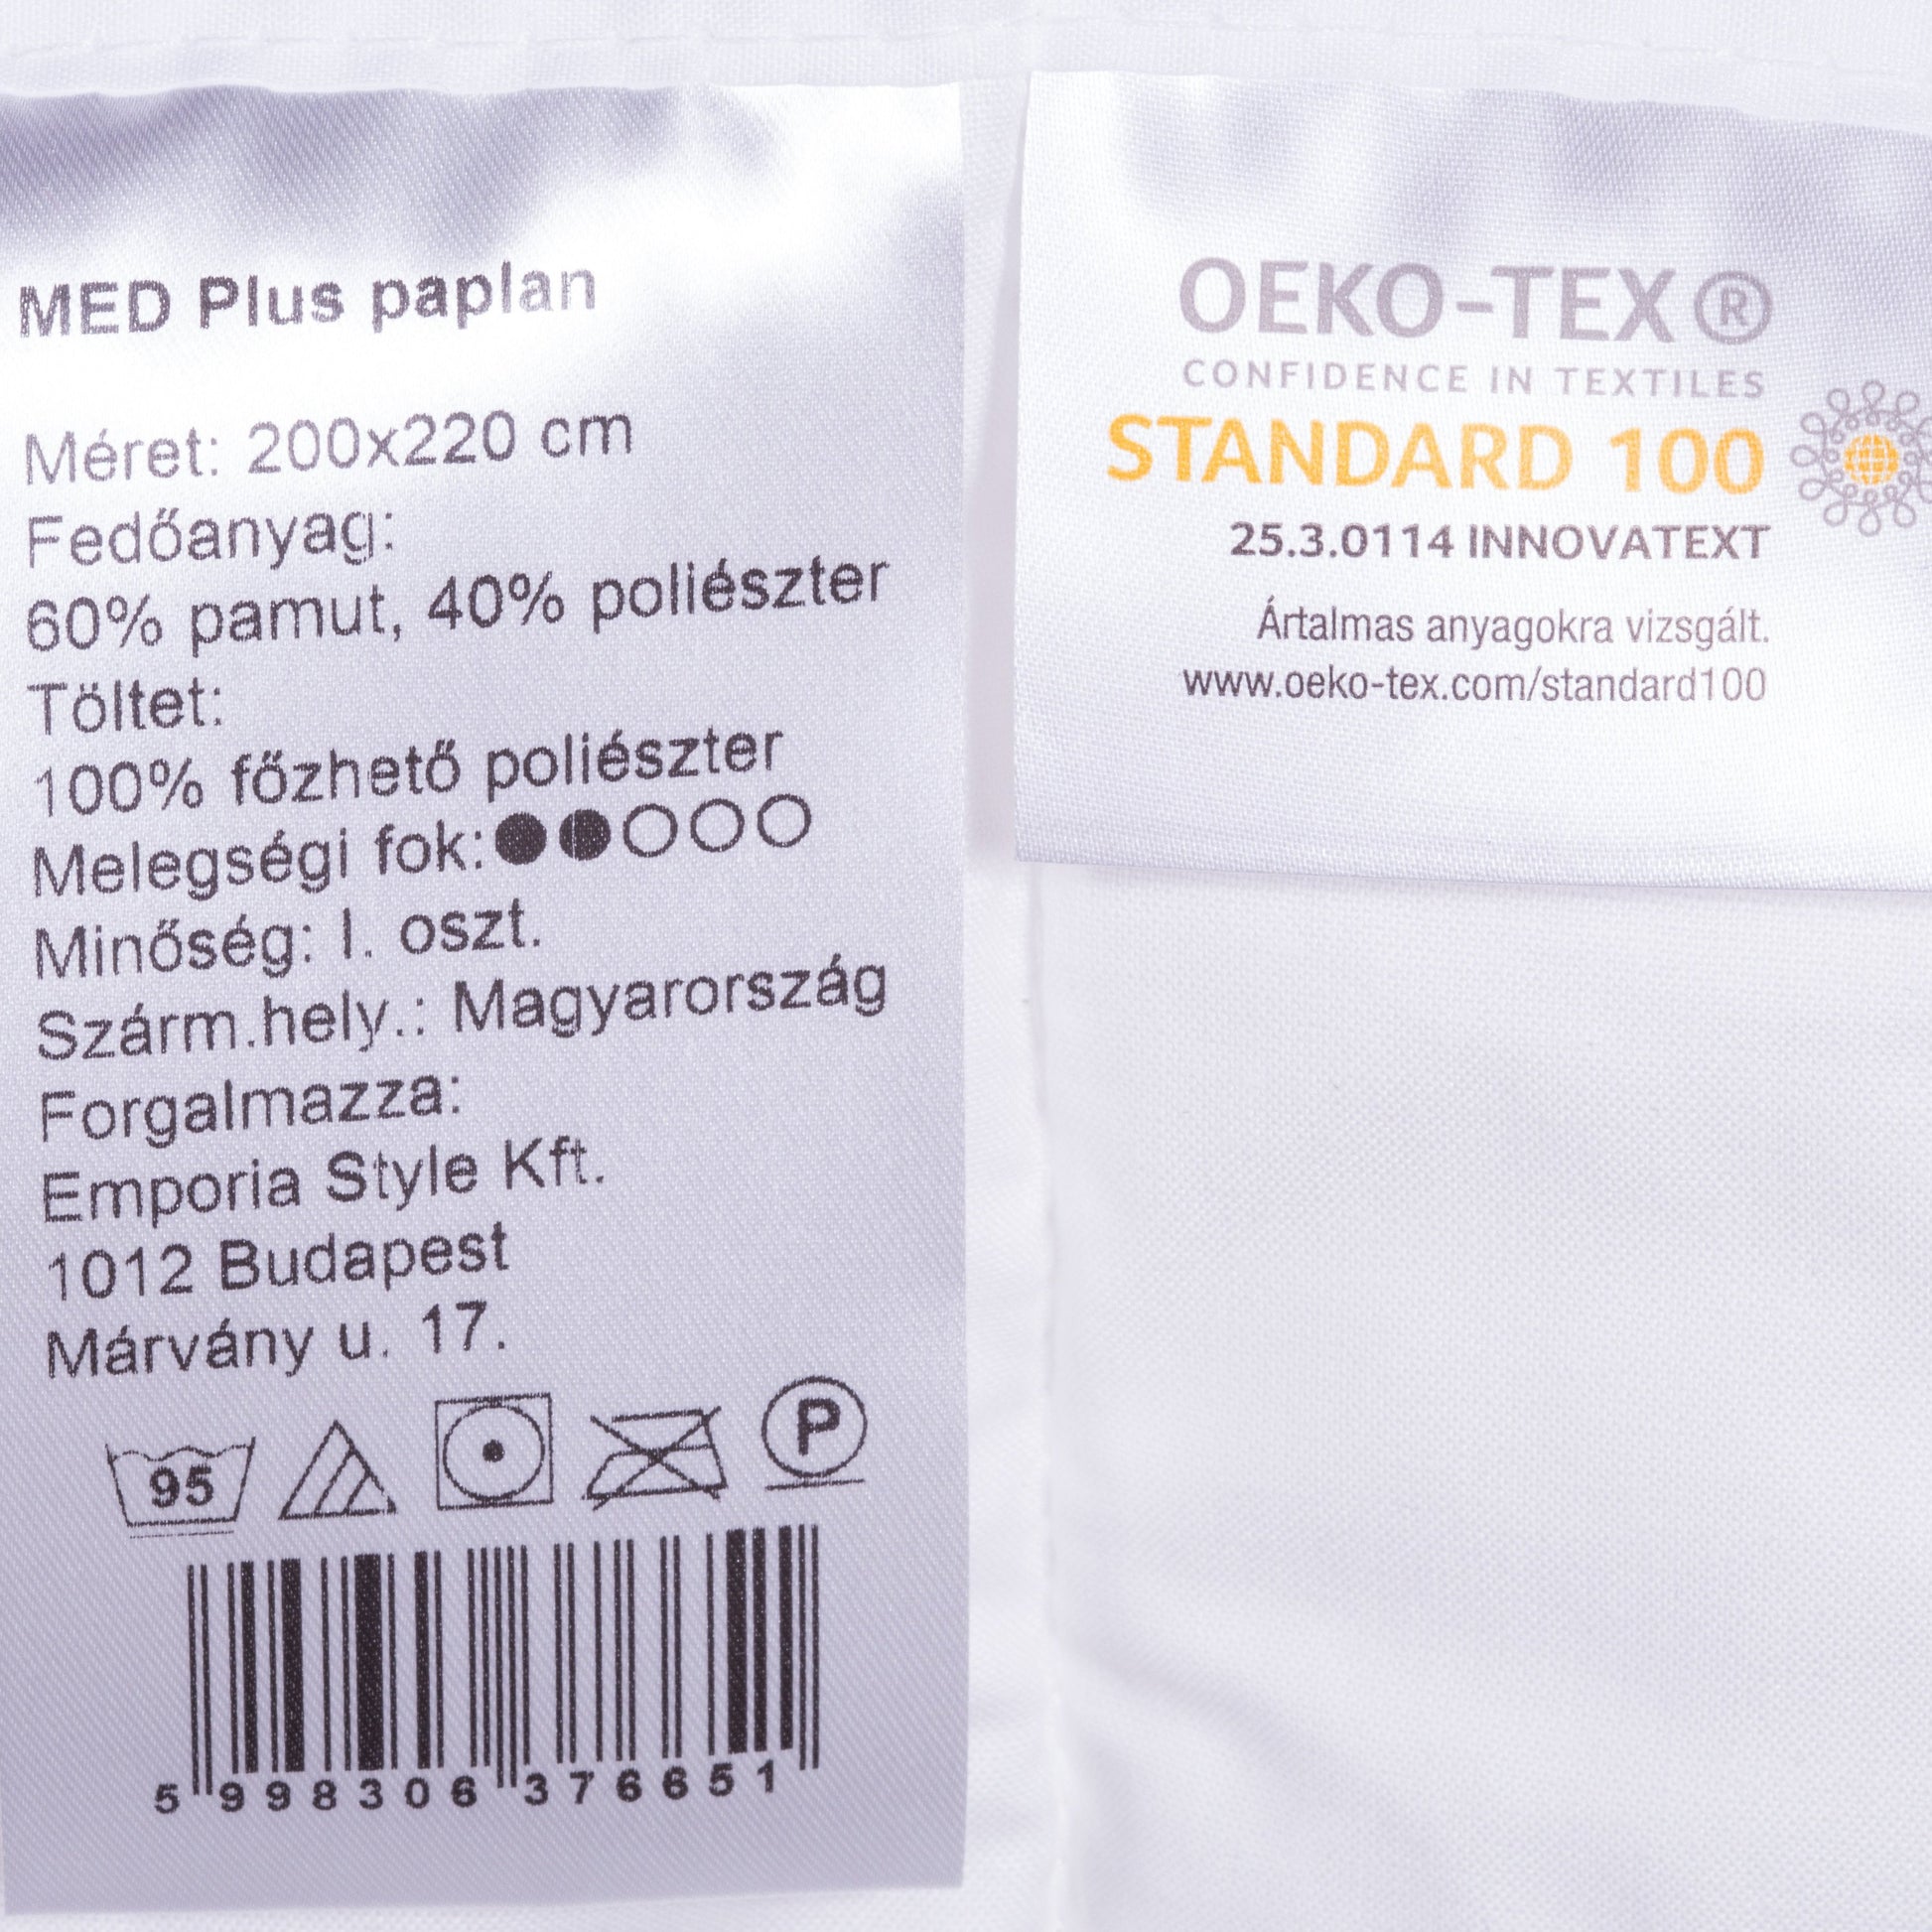 MED Plus paplan
Méret: 200x220 cm
Fedőanyag:
60% pamut, 40% poliészter
Töltet:
100% főzhető poliészter
Melegségi fok:●●○○○
Minőség: I. oszt.
Szárm.hely.: Magyarország
Forgalmazza:
Emporia Style Kft.
1012 Budapest
Márvány u. 17.
95
P
5 998306 376651
OEKO-TEX®
CONFIDENCE IN TEXTILES
STANDARD 100
25.3.0114 INNOVATEXT
Ártalmas anyagokra vizsgált.
www.oeko-tex.com/standard100